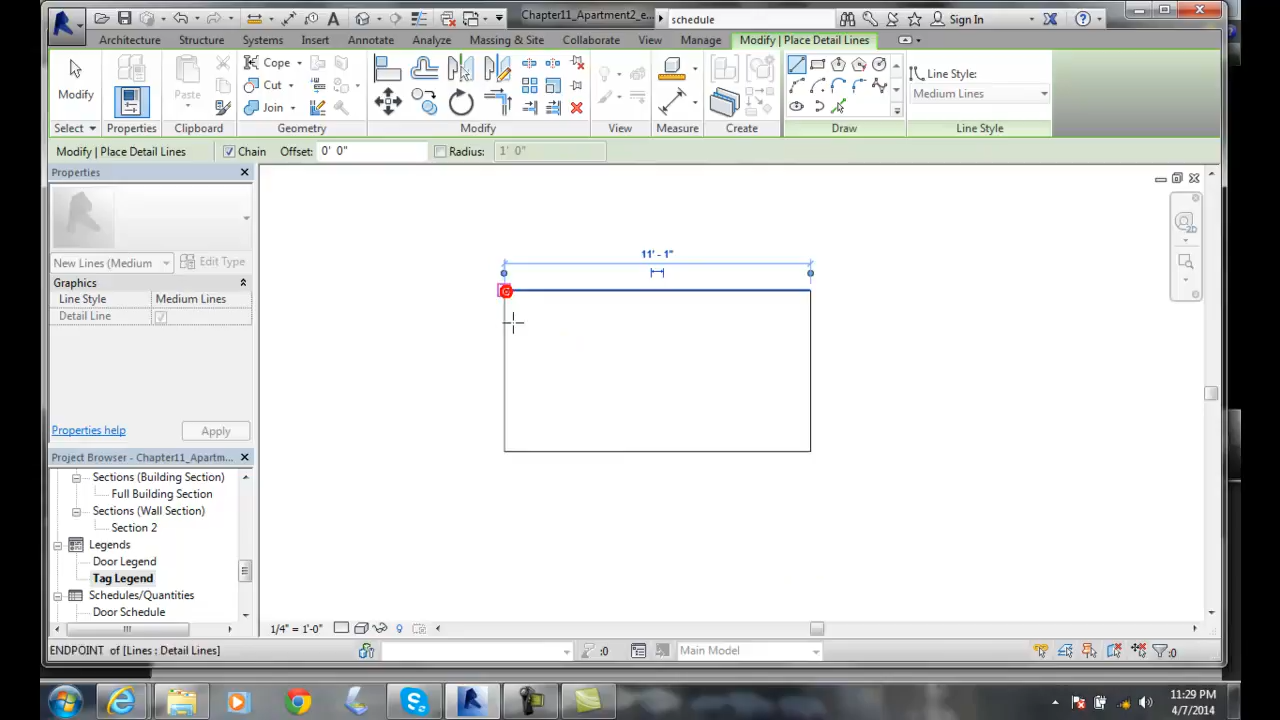 Chapter11_Apartment2_e...
schedule
Sign In
Architecture Structure Systems Insert Annotate Analyze Massing & Site Collaborate View Manage Modify | Place Detail Lines
Modify
Paste
Cope
Cut
Join
Line Style:
Medium Lines
Select Properties Clipboard Geometry Modify View Measure Create Draw Line Style
Modify | Place Detail Lines Chain Offset: 0' 0" Radius: 1' 0"
Properties
New Lines (Medium Edit Type
Graphics
Line Style Medium Lines
Detail Line
Properties help Apply
Project Browser - Chapter11_Apartm...
Sections (Building Section)
Full Building Section
Sections (Wall Section)
Section 2
Legends
Door Legend
Tag Legend
Schedules/Quantities
Door Schedule
11' - 1"
2D
1/4" = 1'-0"
ENDPOINT of [Lines : Detail Lines]
:0
Main Model
:0
11:29 PM
4/7/2014